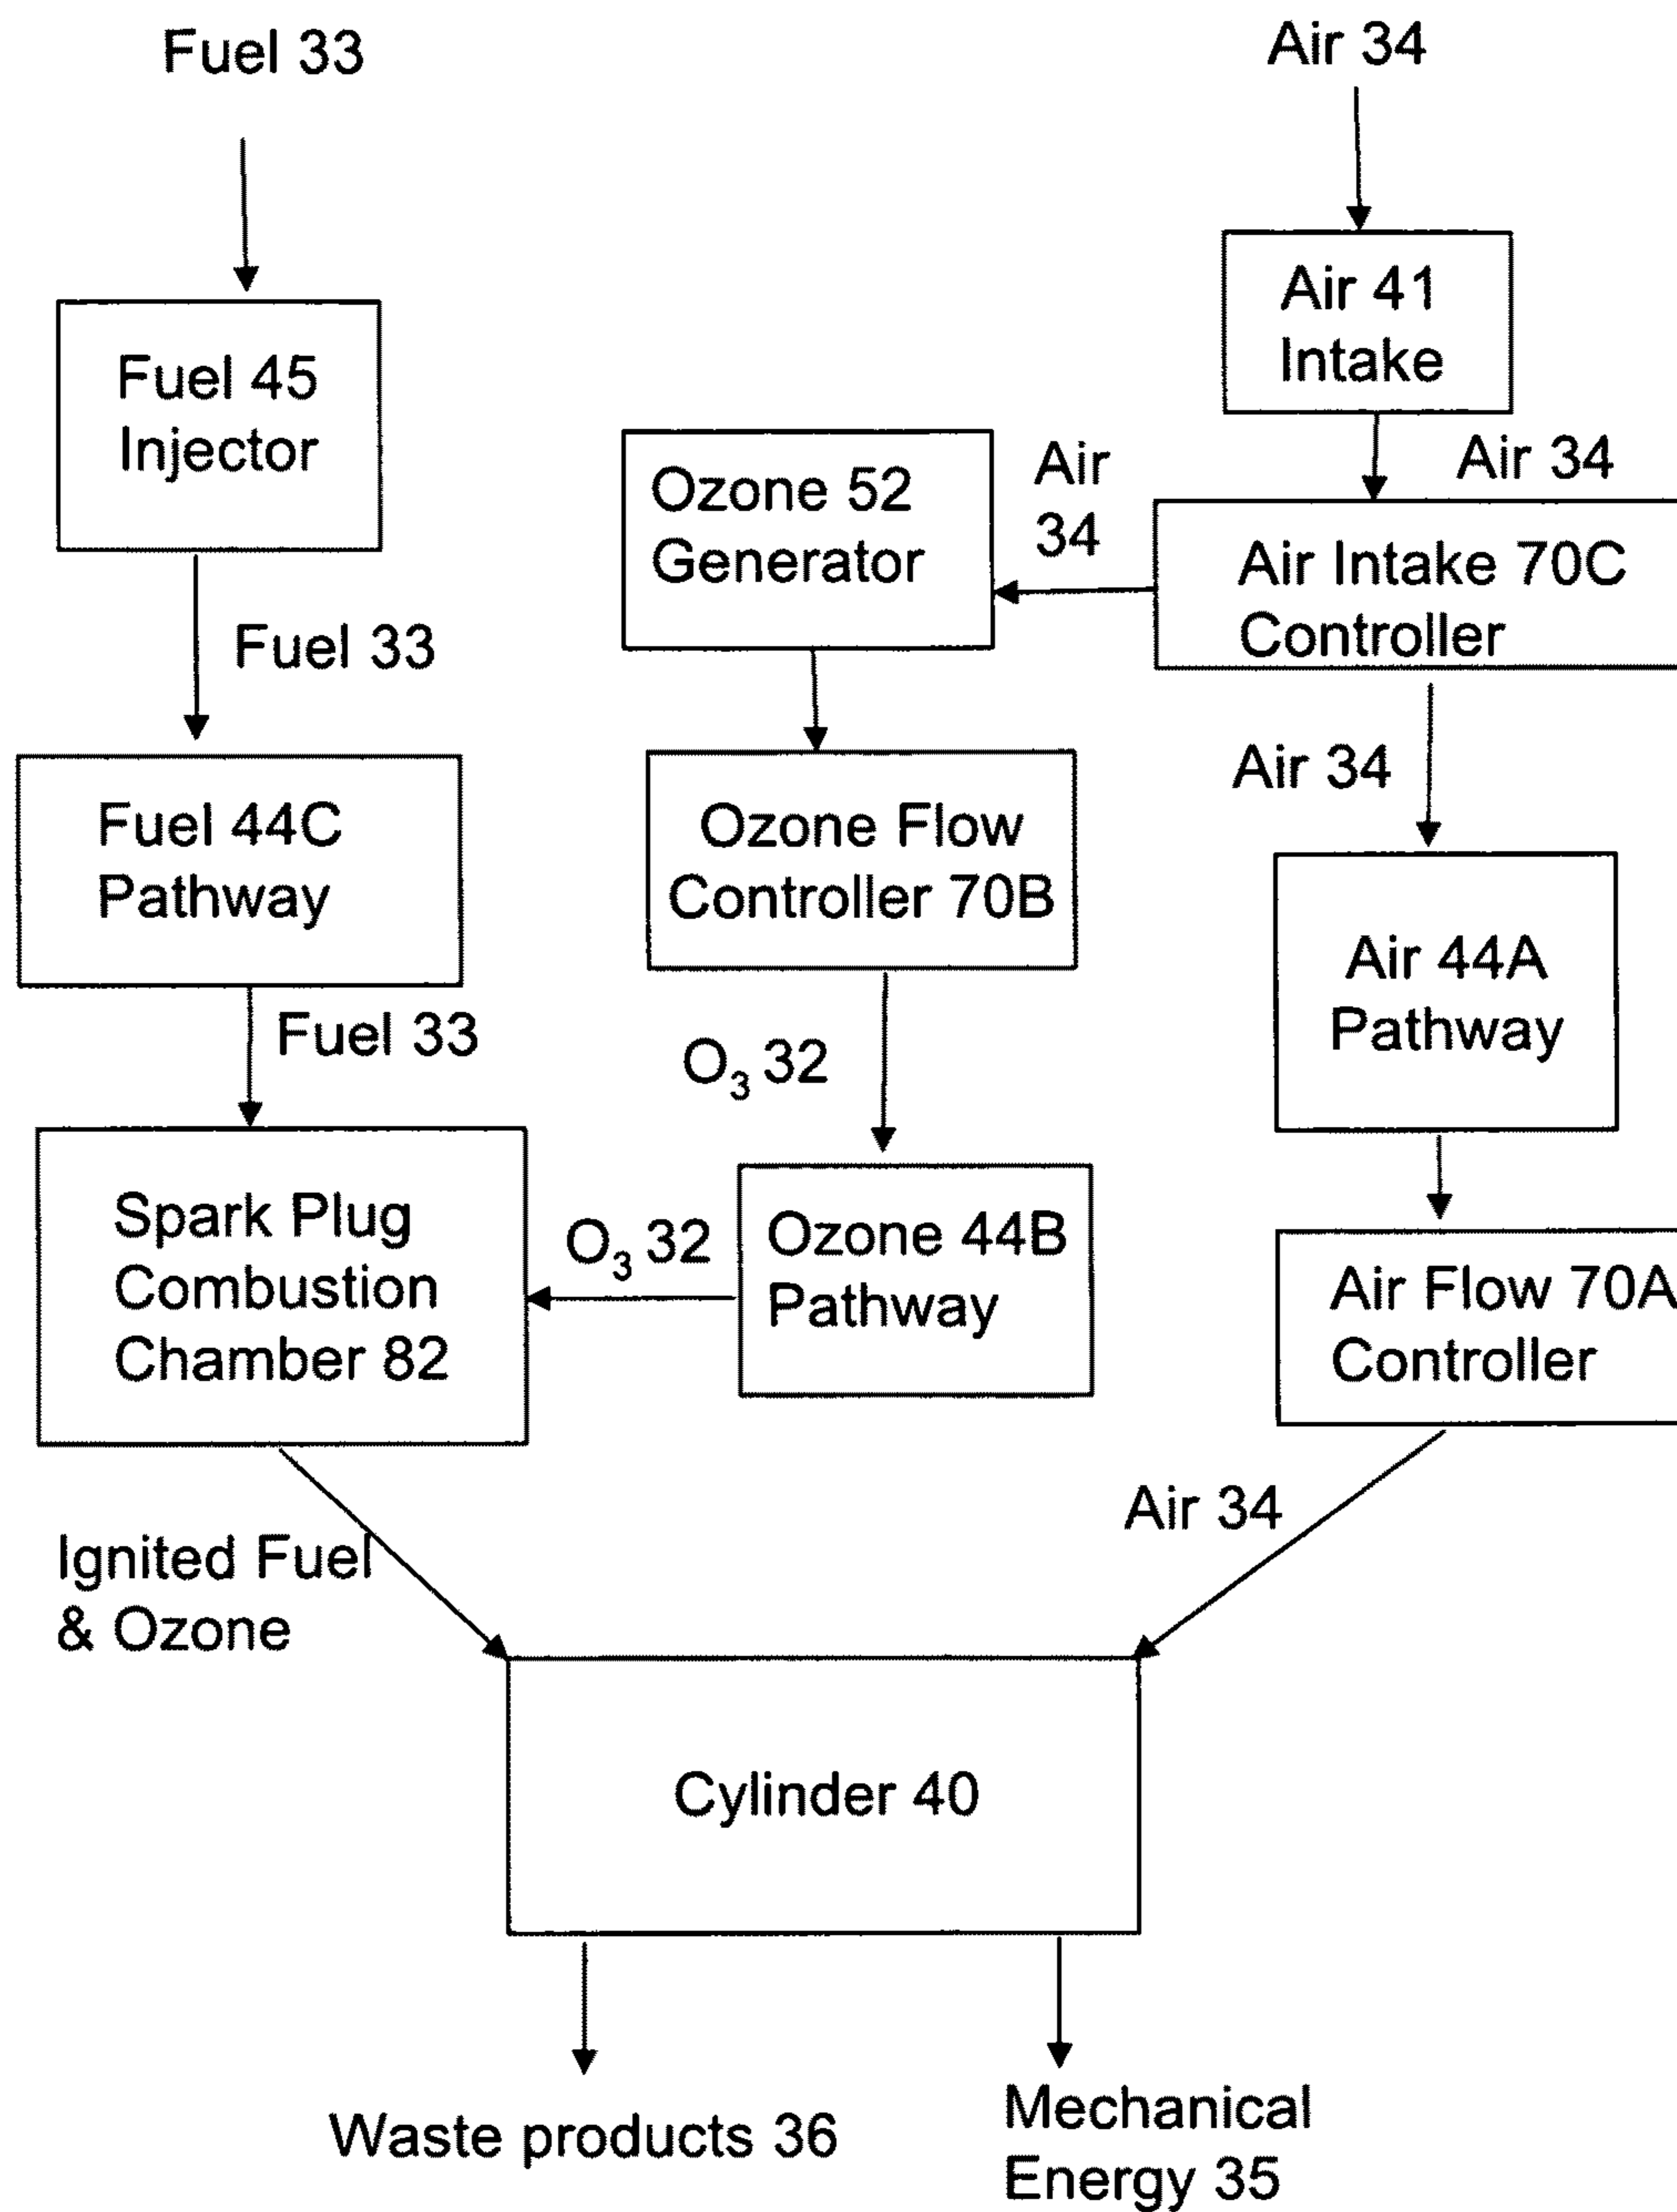 Fuel 33
Air 34
Air 41
Intake
Fuel 45
Injector
Air 34
Air
34
Ozone 52
Generator
Air Intake 70C
Controller
Fuel 33
Air 34
Fuel 44C
Pathway
Ozone Flow
Controller 70B
Air 44A
Pathway
Fuel 33
O₃ 32
Spark Plug
Combustion
Chamber 82
O₃ 32
Ozone 44B
Pathway
Air Flow 70A
Controller
Ignited Fuel
& Ozone
Air 34
Cylinder 40
Waste products 36
Mechanical
Energy 35